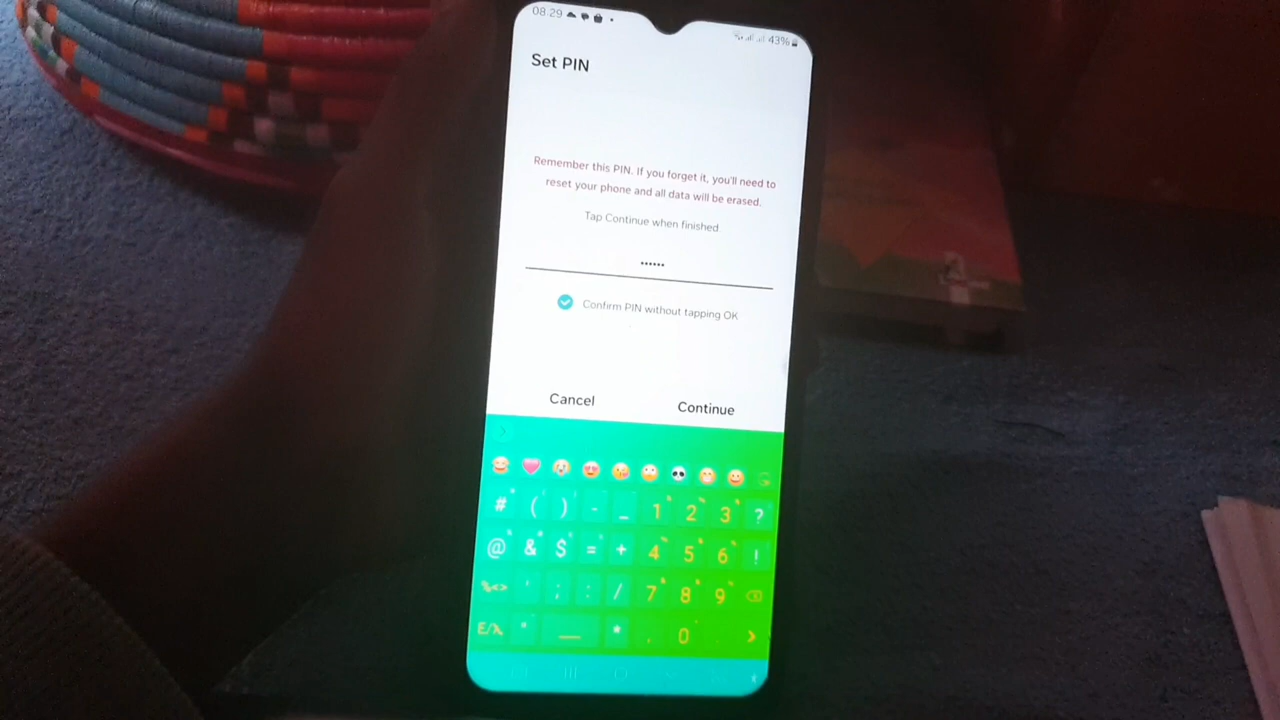 08.29
43%
Set PIN
Remember this PIN. If you forget it, you'll need to
reset your phone and all data will be erased.
Tap Continue when finished
••••••
Confirm PIN without tapping OK
Cancel Continue
# ( ) - _ 1 2 3 ?
@ & $ = + 4 5 6 !
%<> ' ; : / 7 8 9
" * . 0